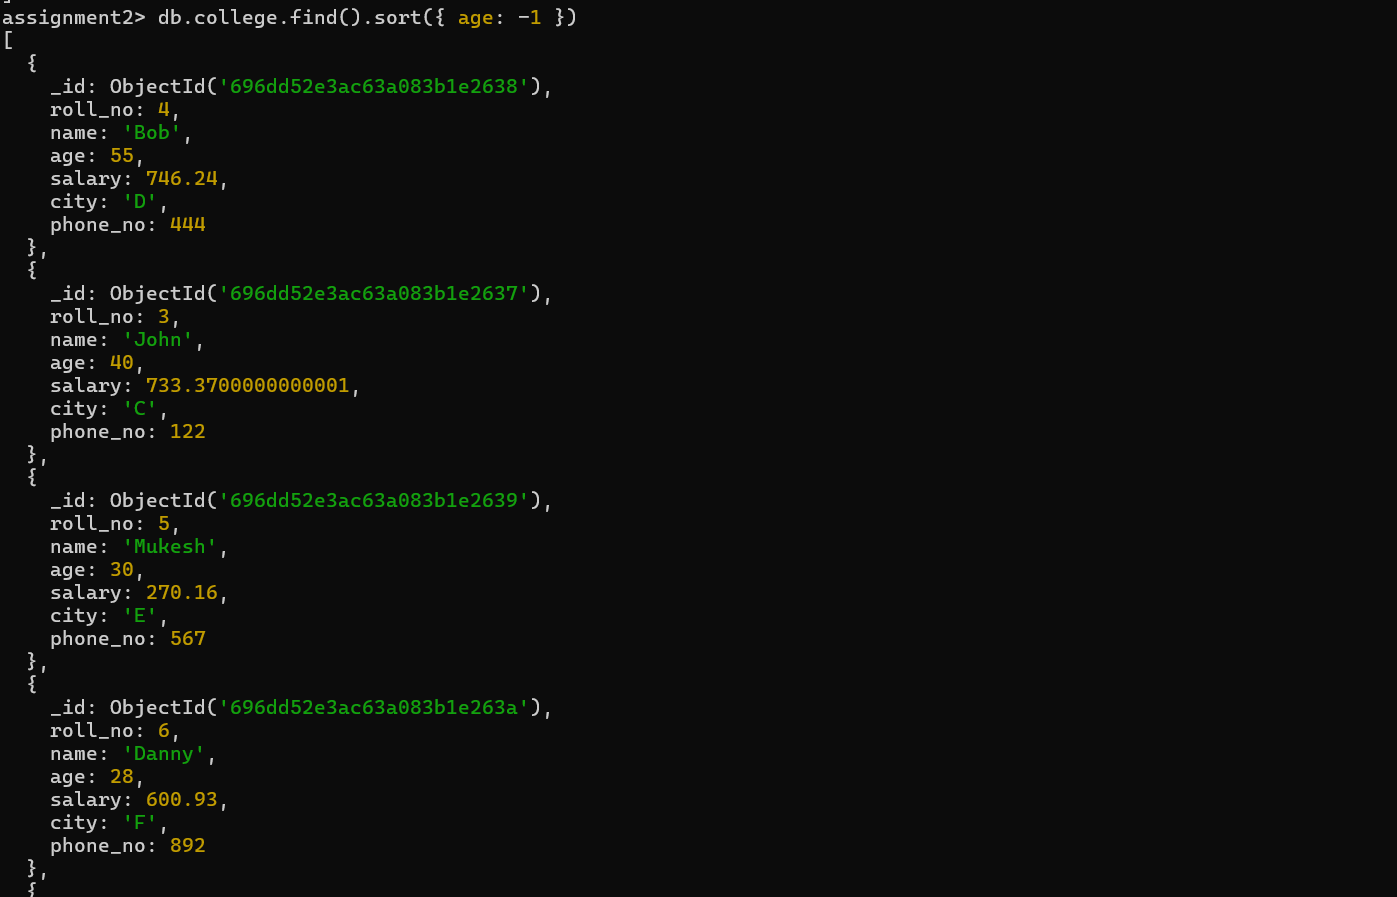 ]
assignment2> db.college.find().sort({ age: -1 })
[
  {
    _id: ObjectId('696dd52e3ac63a083b1e2638'),
    roll_no: 4,
    name: 'Bob',
    age: 55,
    salary: 746.24,
    city: 'D',
    phone_no: 444
  },
  {
    _id: ObjectId('696dd52e3ac63a083b1e2637'),
    roll_no: 3,
    name: 'John',
    age: 40,
    salary: 733.3700000000001,
    city: 'C',
    phone_no: 122
  },
  {
    _id: ObjectId('696dd52e3ac63a083b1e2639'),
    roll_no: 5,
    name: 'Mukesh',
    age: 30,
    salary: 270.16,
    city: 'E',
    phone_no: 567
  },
  {
    _id: ObjectId('696dd52e3ac63a083b1e263a'),
    roll_no: 6,
    name: 'Danny',
    age: 28,
    salary: 600.93,
    city: 'F',
    phone_no: 892
  },
  {